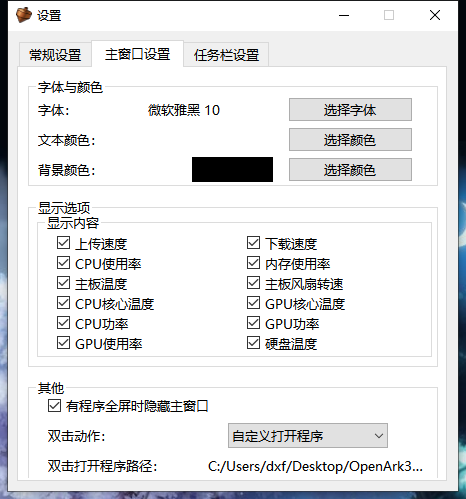 设置
常规设置 主窗口设置 任务栏设置
字体与颜色
字体： 微软雅黑 10 选择字体
文本颜色： 选择颜色
背景颜色： 选择颜色
显示选项
显示内容
上传速度 下载速度
CPU使用率 内存使用率
主板温度 主板风扇转速
CPU核心温度 GPU核心温度
CPU功率 GPU功率
GPU使用率 硬盘温度
其他
有程序全屏时隐藏主窗口
双击动作： 自定义打开程序
双击打开程序路径： C:/Users/dxf/Desktop/OpenArk3...